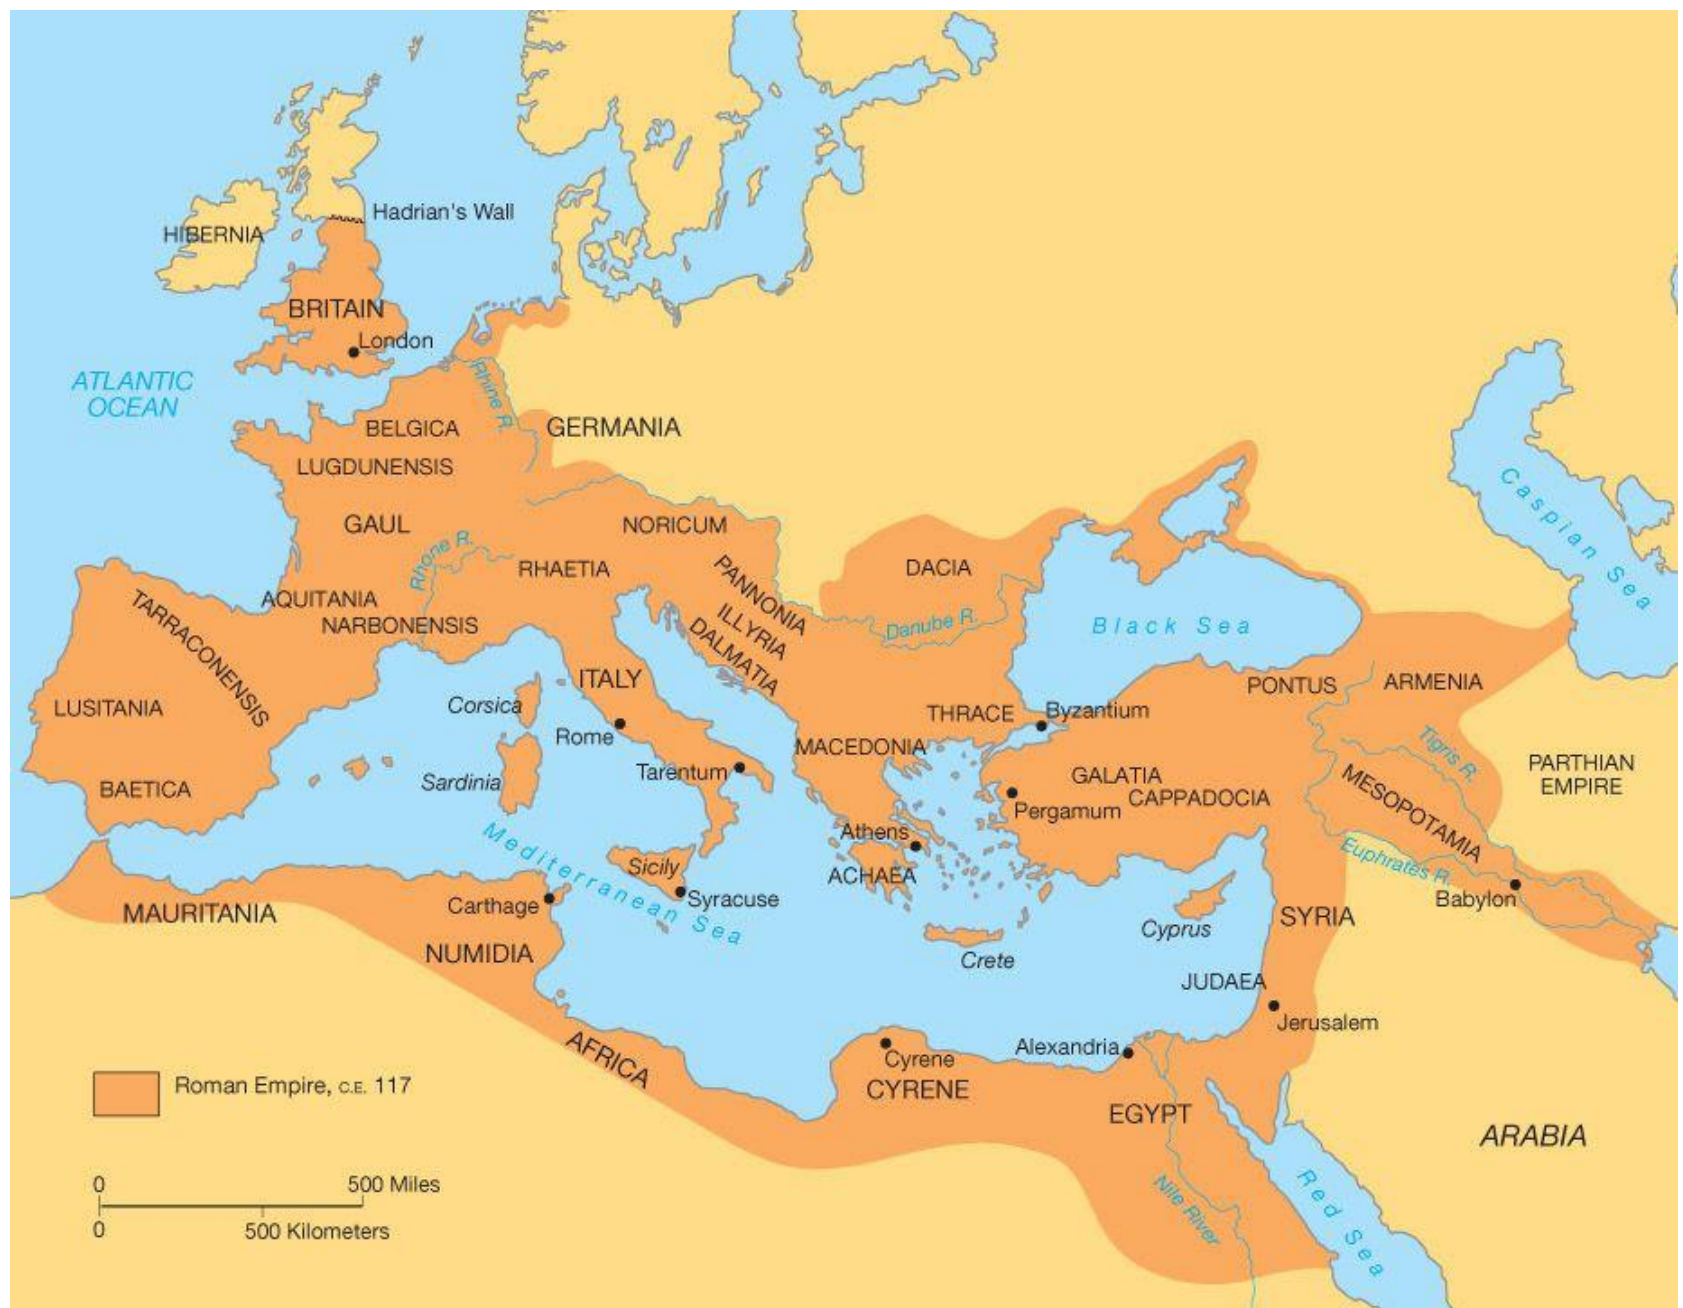 Hadrian's Wall
HIBERNIA
BRITAIN
London
ATLANTIC
OCEAN
Rhine R.
BELGICA
GERMANIA
LUGDUNENSIS
Caspian Sea
GAUL
NORICUM
Rhone R.
RHAETIA
DACIA
PANNONIA
AQUITANIA
ILLYRIA
NARBONENSIS
Danube R.
Black Sea
TARRACONENSIS
DALMATIA
ITALY
PONTUS
ARMENIA
LUSITANIA
Corsica
THRACE
Byzantium
Rome
MACEDONIA
Tigris R.
PARTHIAN
EMPIRE
Tarentum
GALATIA
Sardinia
BAETICA
CAPPADOCIA
MESOPOTAMIA
Pergamum
Athens
Mediterranean Sea
Sicily
ACHAEA
Euphrates R.
Syracuse
Babylon
Carthage
MAURITANIA
SYRIA
Cyprus
NUMIDIA
Crete
JUDAEA
Jerusalem
Alexandria
AFRICA
Cyrene
CYRENE
Roman Empire, C.E. 117
EGYPT
ARABIA
0 500 Miles
Nile River
Red Sea
0 500 Kilometers